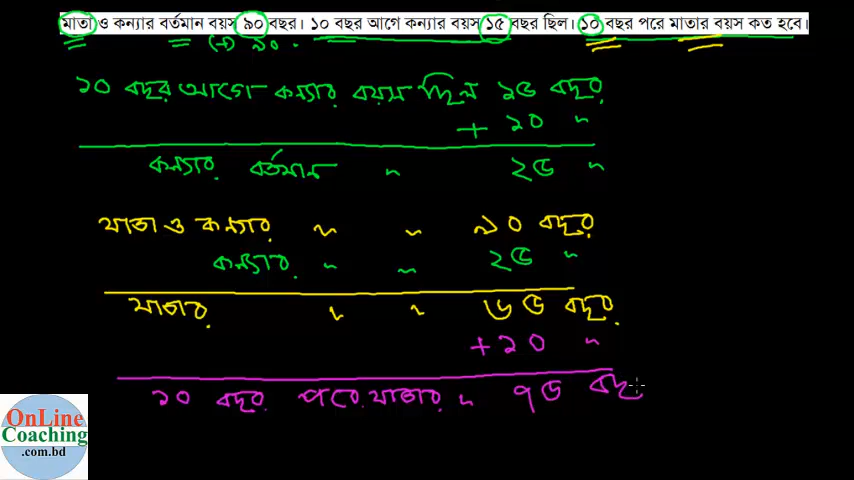 মাতা ও কন্যার বর্তমান বয়স ৯০ বছর। ১০ বছর আগে কন্যার বয়স ১৫ বছর ছিল। ১০ বছর পরে মাতার বয়স কত হবে।
(+) ৯০.
১০ বছর আগে কন্যার বয়স ছিল ১৫ বছর
+ ১০ "
কন্যার বর্তমান " ২৫ "
মাতা ও কন্যার " " ৯০ বছর
কন্যার " " ২৫ "
মাতার " " ৬৫ বছর
+ ১০ "
১০ বছর পরে মাতার " ৭৫ বছ
OnLine
Coaching
.com.bd